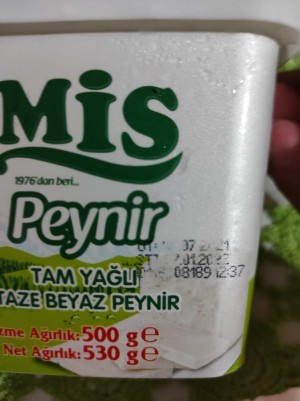 MİS
1976'dan beri...
Peynir
TAM YAĞLI
TAZE BEYAZ PEYNİR
Ağırlık: 500 g e
Net Ağırlık: 530 g e